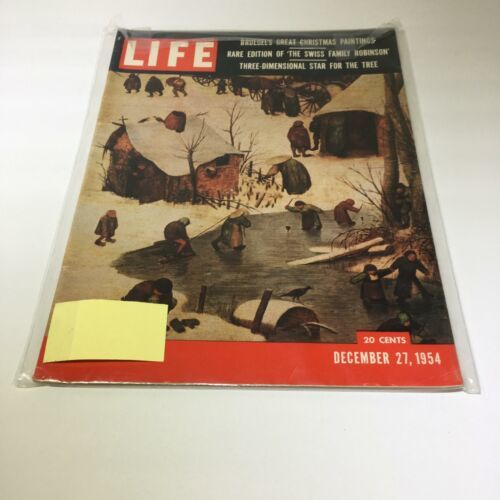 LIFE
BRUEGEL'S GREAT CHRISTMAS PAINTINGS
RARE EDITION OF 'THE SWISS FAMILY ROBINSON'
THREE-DIMENSIONAL STAR FOR THE TREE
20 CENTS
DECEMBER 27, 1954